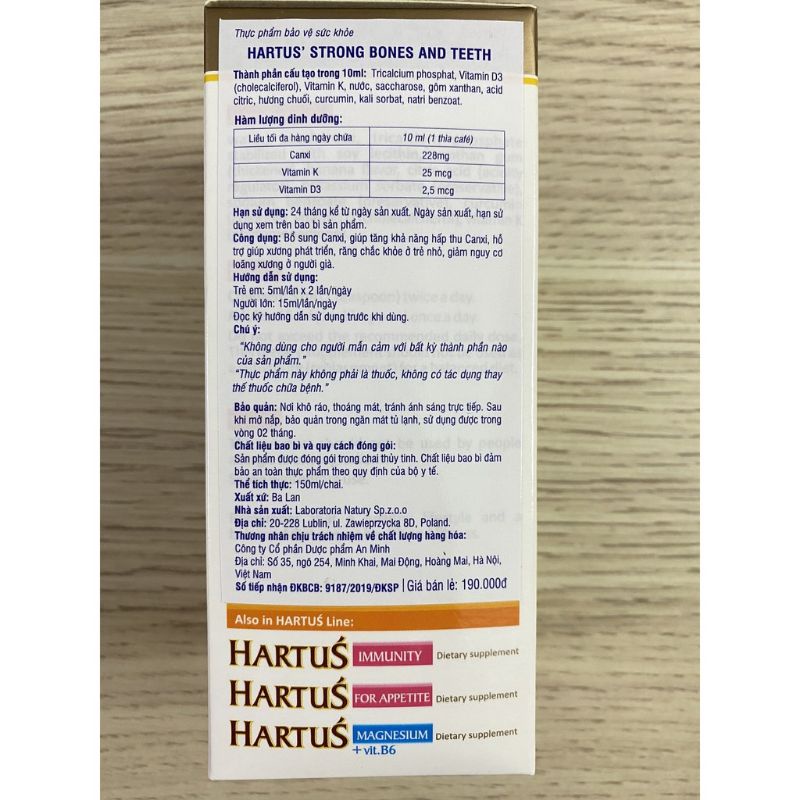 Thực phẩm bảo vệ sức khỏe
HARTUS' STRONG BONES AND TEETH
Thành phần cấu tạo trong 10ml: Tricalcium phosphat, Vitamin D3
(cholecalciferol), Vitamin K, nước, saccharose, gôm xanthan, acid
citric, hương chuối, curcumin, kali sorbat, natri benzoat.
Hàm lượng dinh dưỡng:
Liều tối đa hàng ngày chứa 10 ml (1 thìa café)
Canxi 228mg
Vitamin K 25 mcg
Vitamin D3 2,5 mcg
Hạn sử dụng: 24 tháng kể từ ngày sản xuất. Ngày sản xuất, hạn sử
dụng xem trên bao bì sản phẩm.
Công dụng: Bổ sung Canxi, giúp tăng khả năng hấp thu Canxi, hỗ
trợ giúp xương phát triển, răng chắc khỏe ở trẻ nhỏ, giảm nguy cơ
loãng xương ở người già.
Hướng dẫn sử dụng:
Trẻ em: 5ml/lần x 2 lần/ngày
Người lớn: 15ml/lần/ngày
Đọc kỹ hướng dẫn sử dụng trước khi dùng.
Chú ý:
"Không dùng cho người mẫn cảm với bất kỳ thành phần nào
của sản phẩm."
"Thực phẩm này không phải là thuốc, không có tác dụng thay
thế thuốc chữa bệnh."
Bảo quản: Nơi khô ráo, thoáng mát, tránh ánh sáng trực tiếp. Sau
khi mở nắp, bảo quản trong ngăn mát tủ lạnh, sử dụng được trong
vòng 02 tháng.
Chất liệu bao bì và quy cách đóng gói:
Sản phẩm được đóng gói trong chai thủy tinh. Chất liệu bao bì đảm
bảo an toàn thực phẩm theo quy định của bộ y tế.
Thể tích thực: 150ml/chai.
Xuất xứ: Ba Lan
Nhà sản xuất: Laboratoria Natury Sp.z.o.o
Địa chỉ: 20-228 Lublin, ul. Zawieprzycka 8D, Poland.
Thương nhân chịu trách nhiệm về chất lượng hàng hóa:
Công ty Cổ phần Dược phẩm An Minh
Địa chỉ: Số 35, ngõ 254, Minh Khai, Mai Động, Hoàng Mai, Hà Nội,
Việt Nam
Số tiếp nhận ĐKBCB: 9187/2019/ĐKSP | Giá bán lẻ: 190.000đ
Also in HARTUŚ Line:
HARTUŚ IMMUNITY Dietary supplement
HARTUŚ FOR APPETITE Dietary supplement
HARTUŚ MAGNESIUM Dietary supplement
+ vit.B6